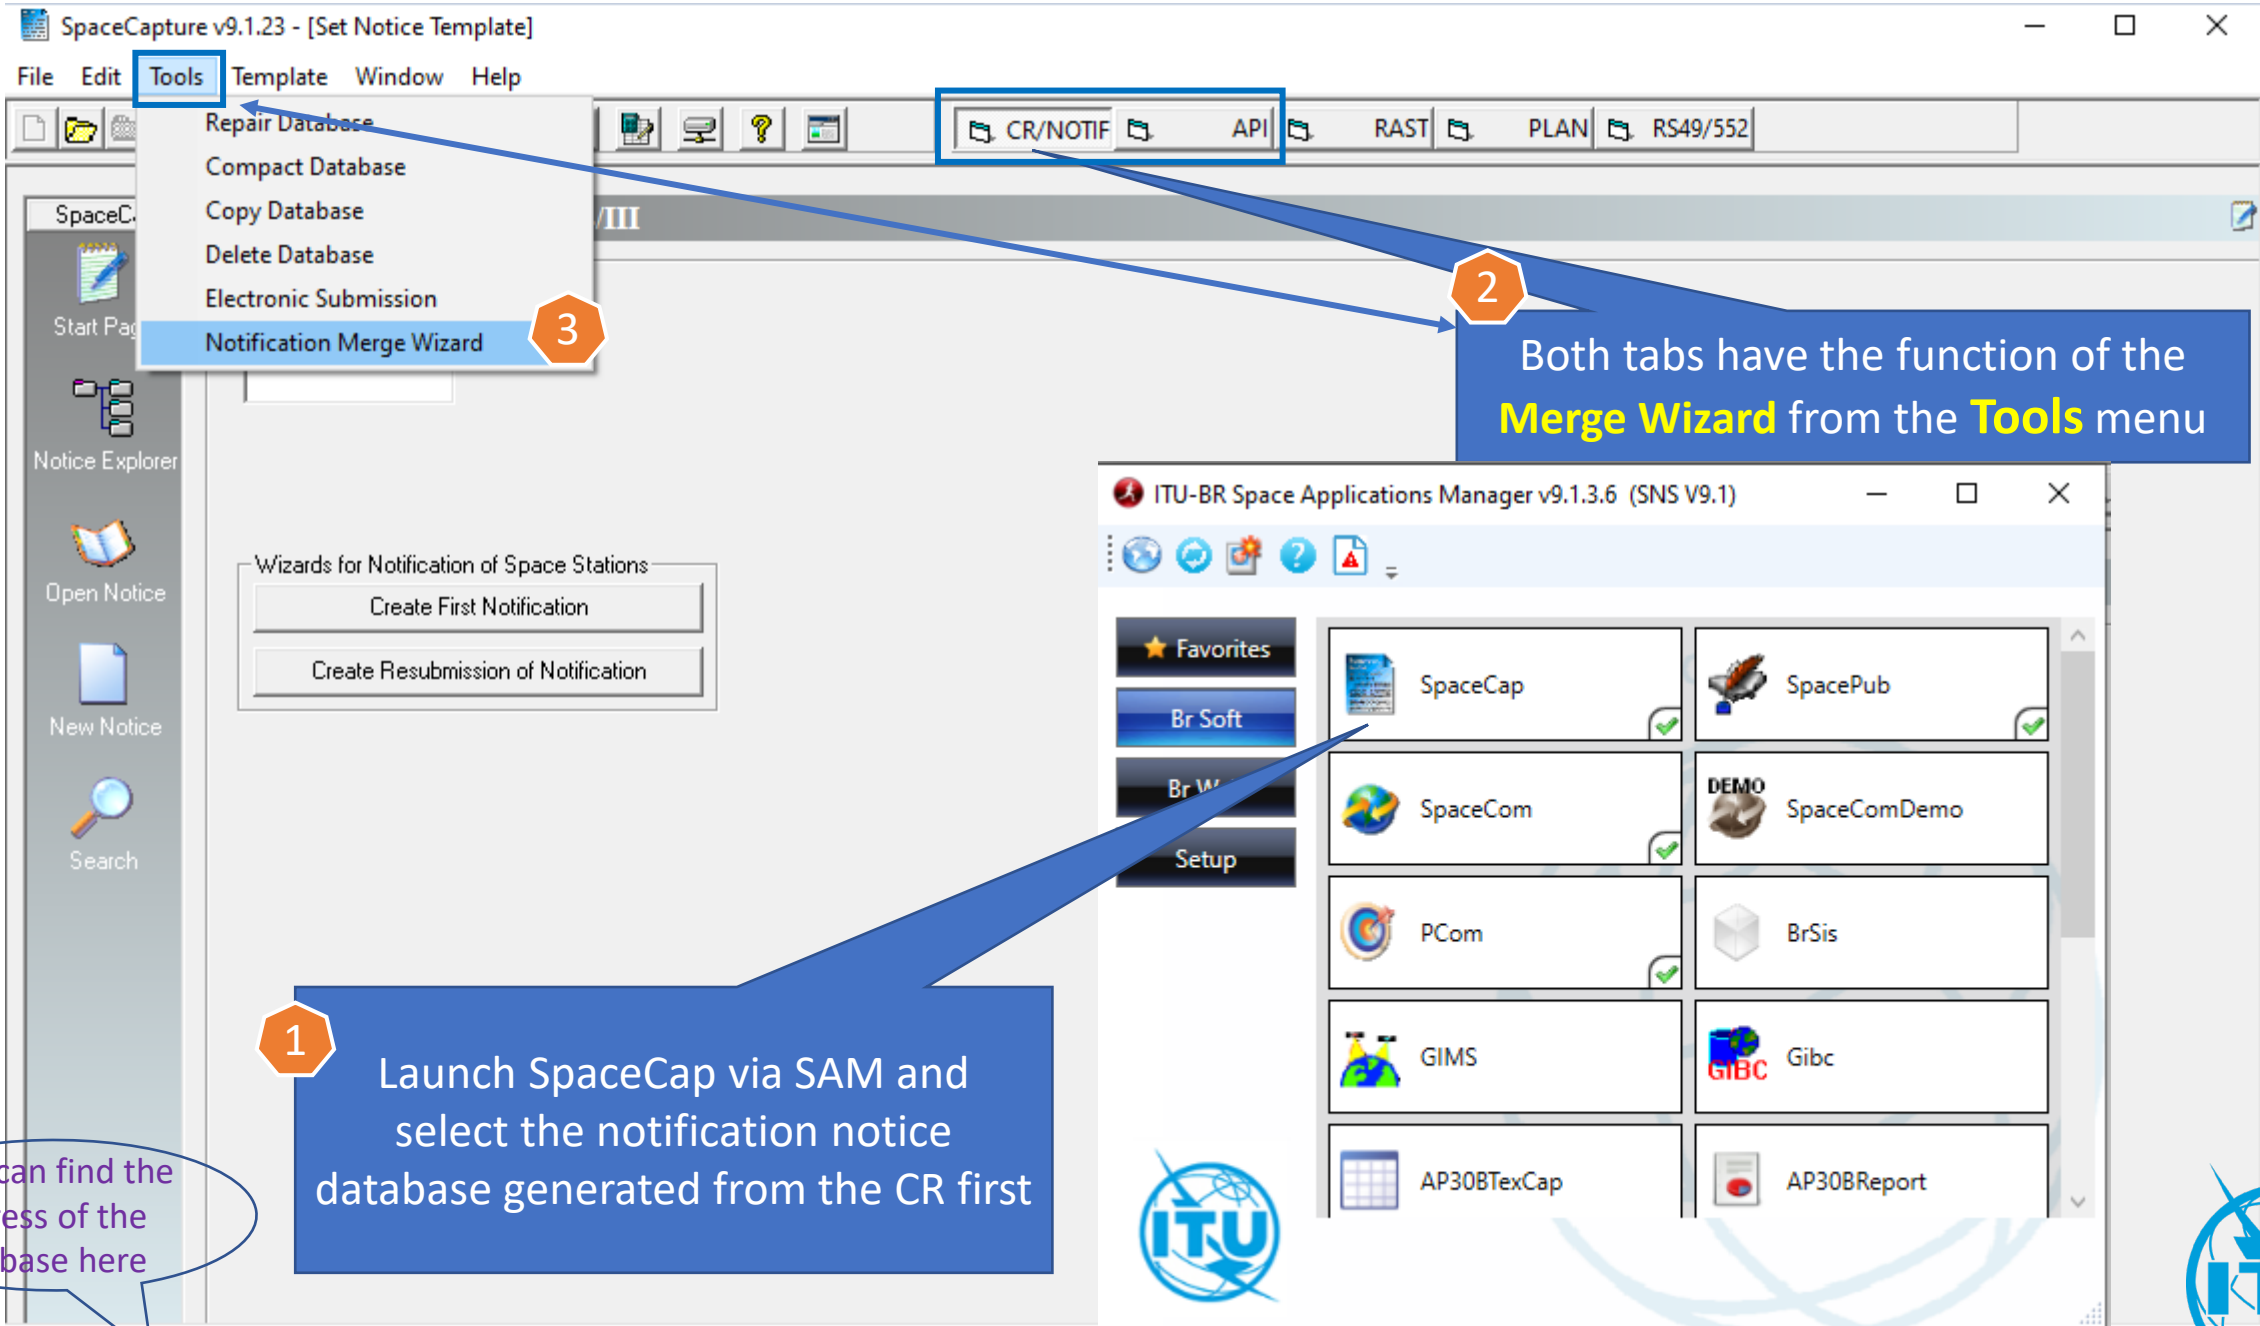 SpaceCapture v9.1.23 - [Set Notice Template]
File Edit Tools Template Window Help
CR/NOTIF API RAST PLAN RS49/552
Repair Database
Compact Database
Copy Database
Delete Database
Electronic Submission
Notification Merge Wizard
3
/III
Start
Notice Explorer
Open Notice
New Notice
Search
2
Both tabs have the function of the
Merge Wizard from the Tools menu
Wizards for Notification of Space Stations
Create First Notification
Create Resubmission of Notification
ITU-BR Space Applications Manager v9.1.3.6 (SNS V9.1)
Favorites
Br Soft
Br
Setup
SpaceCap
SpacePub
SpaceCom
DEMO
SpaceComDemo
PCom
BrSis
GIMS
GIBC
Gibc
AP30BTexCap
AP30BReport
ITU
1
Launch SpaceCap via SAM and
select the notification notice
database generated from the CR first
can find the
of the
here